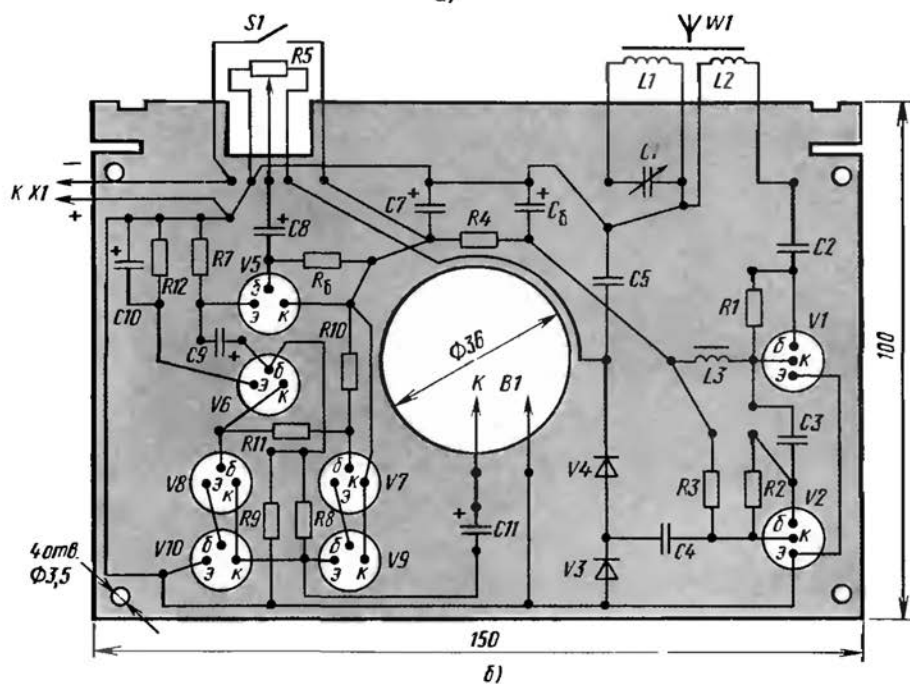 S1
W1
R5
L1
L2
C1
−
К X1
+
C7
C6
R4
C8
C2
+
R12
R7
V5
R6
C5
R1
V1
б
э
к
б
к
э
C10
C9
R10
Ф36
L3
100
V6
б
э
к
К B1
C3
R11
V8
б
э
к
R9
R8
б
э
к
V7
V4
R3
R2
V2
б
к
э
C11
4 отв.
Ф3,5
V10
б
э
к
б
э
к
V9
V3
C4
150
б)